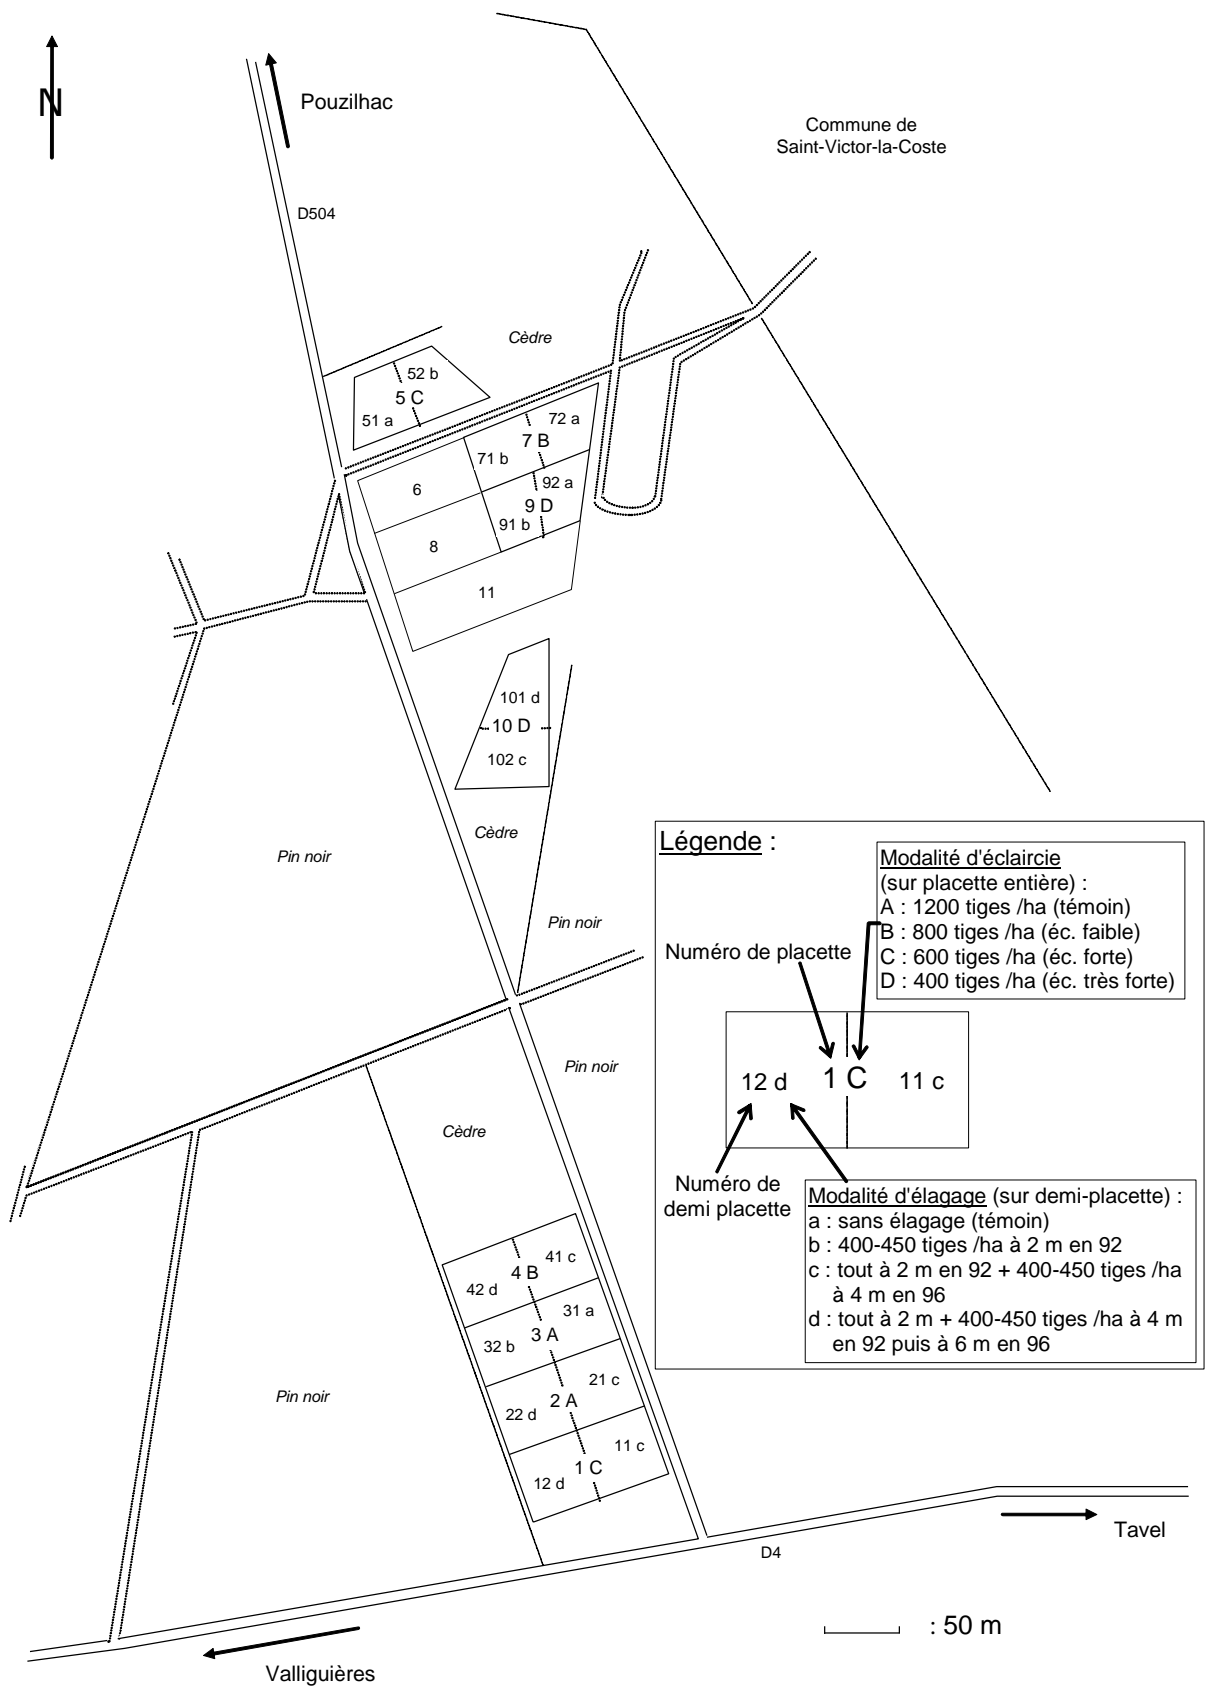 N
Pouzilhac
Commune de
Saint-Victor-la-Coste
D504
Cèdre
52 b
5 C
51 a
72 a
7 B
71 b
6
92 a
9 D
91 b
8
11
101 d
10 D
102 c
Cèdre
Pin noir
Pin noir
Légende :
Modalité d'éclaircie
(sur placette entière) :
A : 1200 tiges /ha (témoin)
B : 800 tiges /ha (éc. faible)
C : 600 tiges /ha (éc. forte)
D : 400 tiges /ha (éc. très forte)
Numéro de placette
12 d
1 C
11 c
Numéro de
demi placette
Modalité d'élagage (sur demi-placette) :
a : sans élagage (témoin)
b : 400-450 tiges /ha à 2 m en 92
c : tout à 2 m en 92 + 400-450 tiges /ha
à 4 m en 96
d : tout à 2 m + 400-450 tiges /ha à 4 m
en 92 puis à 6 m en 96
Pin noir
Cèdre
41 c
4 B
42 d
31 a
3 A
32 b
21 c
2 A
22 d
11 c
1 C
12 d
Pin noir
Tavel
D4
: 50 m
Valliguières